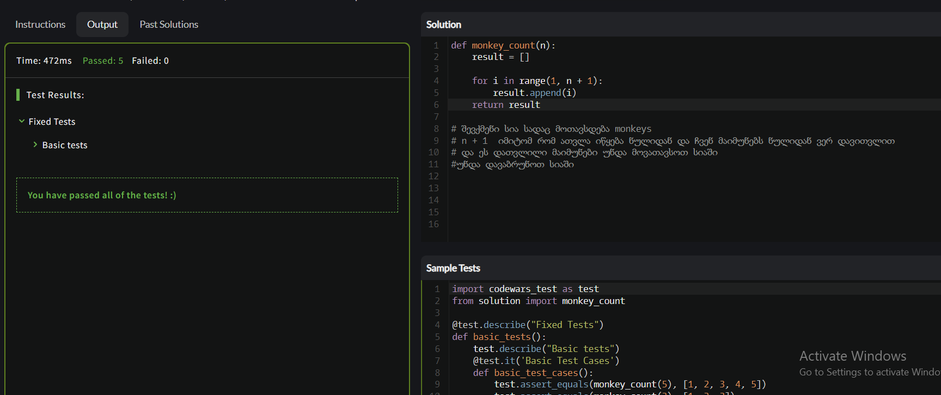 Instructions Output Past Solutions
Time: 472ms Passed: 5 Failed: 0
Test Results:
Fixed Tests
Basic tests
You have passed all of the tests! :)
Solution
1 def monkey_count(n):
2 result = []
3
4 for i in range(1, n + 1):
5 result.append(i)
6 return result
7
8 # შევქმენი სია სადაც მოთავსდება monkeys
9 # n + 1 იმიტომ რომ ათვლა იწყება ნულიდან და ჩვენ მაიმუნებს ნულიდან ვერ დავითვლით
10 # და ეს დათვლილი მაიმუნები უნდა მოვათავსოთ სიაში
11 #უნდა დავაბრუნოთ სიაში
12
13
14
15
16
Sample Tests
1 import codewars_test as test
2 from solution import monkey_count
3
4 @test.describe("Fixed Tests")
5 def basic_tests():
6 test.describe("Basic tests")
7 @test.it('Basic Test Cases')
8 def basic_test_cases():
9 test.assert_equals(monkey_count(5), [1, 2, 3, 4, 5])
Activate Windows
Go to Settings to activate